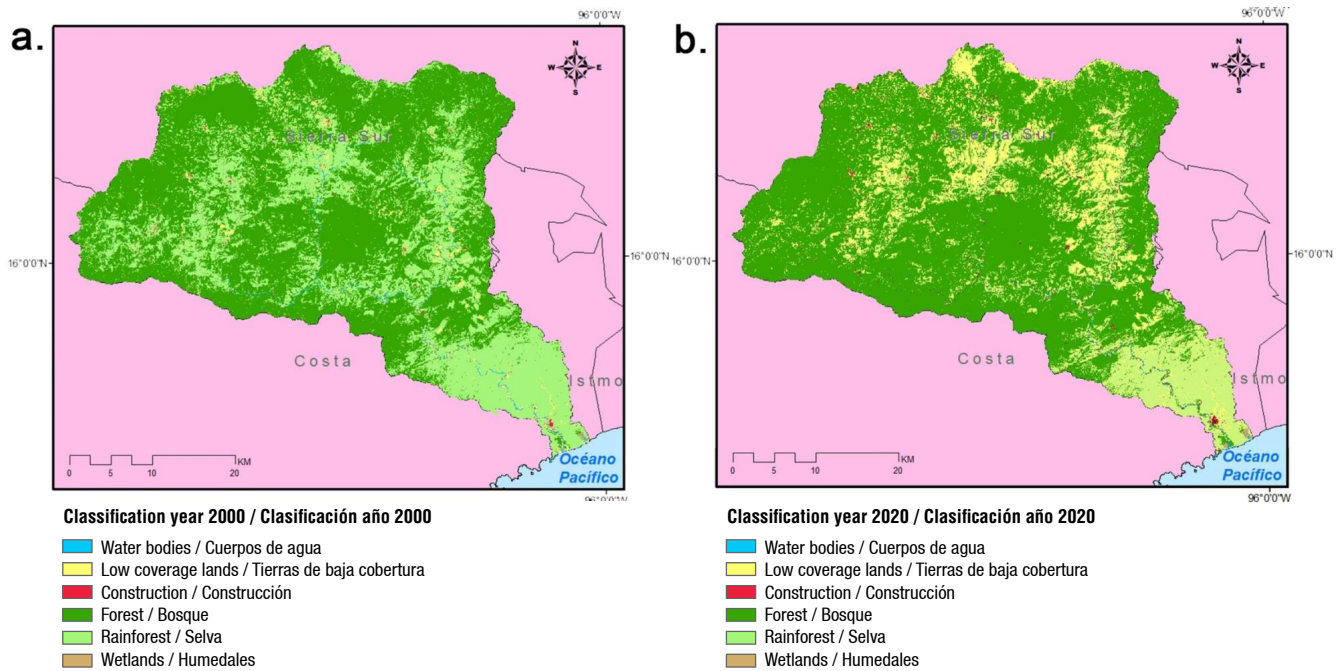 a.
96°0'0"W
N
W E
S
Sierra Sur
16°0'0"N
16°0'0"N
Costa
Istmo
0 5 10 20
KM
Océano
Pacífico
96°0'0"W
Classification year 2000 / Clasificación año 2000
Water bodies / Cuerpos de agua
Low coverage lands / Tierras de baja cobertura
Construction / Construcción
Forest / Bosque
Rainforest / Selva
Wetlands / Humedales
b.
96°0'0"W
N
W E
S
Sierra Sur
16°0'0"N
16°0'0"N
Costa
Istmo
0 5 10 20
KM
Océano
Pacífico
96°0'0"W
Classification year 2020 / Clasificación año 2020
Water bodies / Cuerpos de agua
Low coverage lands / Tierras de baja cobertura
Construction / Construcción
Forest / Bosque
Rainforest / Selva
Wetlands / Humedales